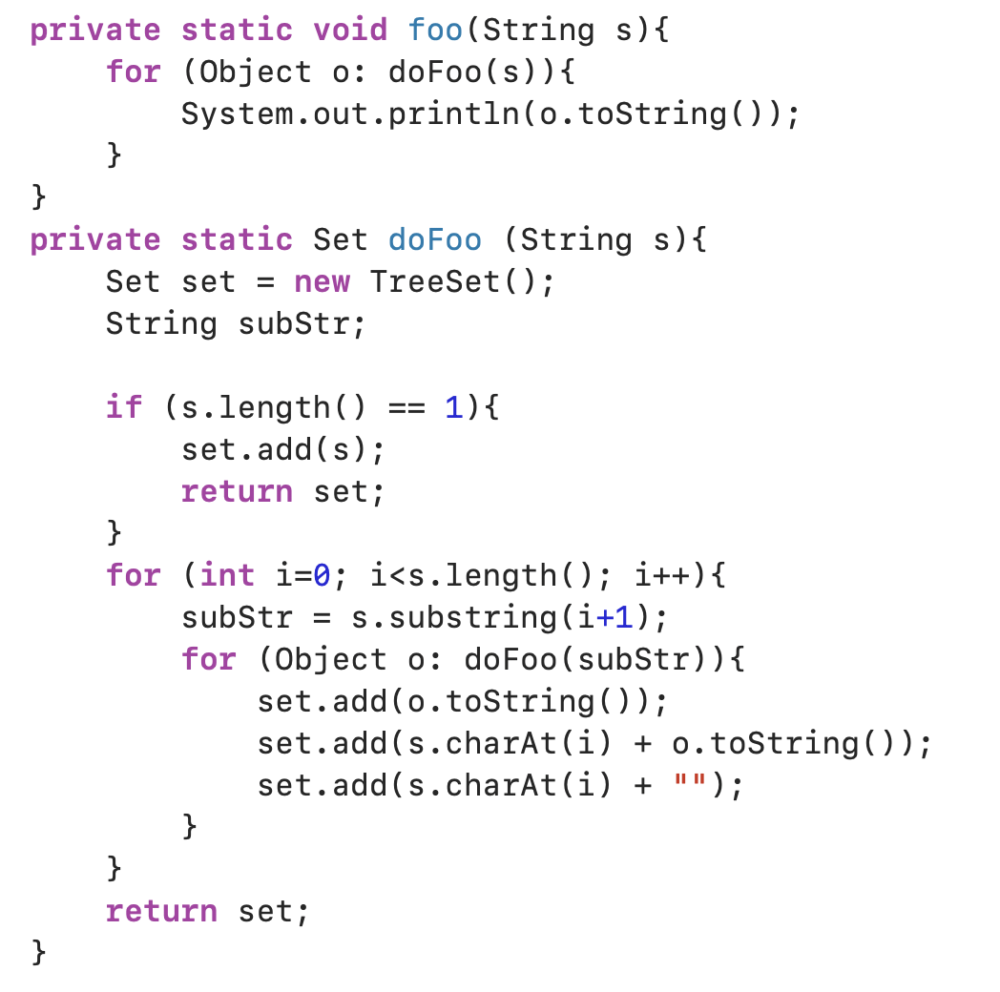 private static void foo(String s){
    for (Object o: doFoo(s)){
        System.out.println(o.toString());
    }
}
private static Set doFoo (String s){
    Set set = new TreeSet();
    String subStr;

    if (s.length() == 1){
        set.add(s);
        return set;
    }
    for (int i=0; i<s.length(); i++){
        subStr = s.substring(i+1);
        for (Object o: doFoo(subStr)){
            set.add(o.toString());
            set.add(s.charAt(i) + o.toString());
            set.add(s.charAt(i) + "");
        }
    }
    return set;
}